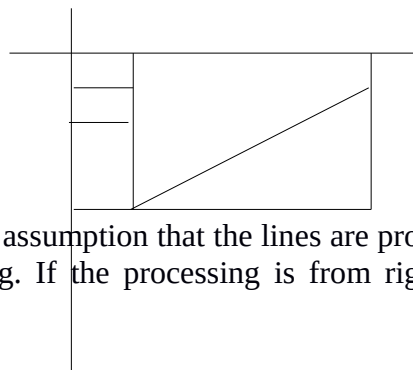 assumption that the lines are pro
g. If the processing is from rig